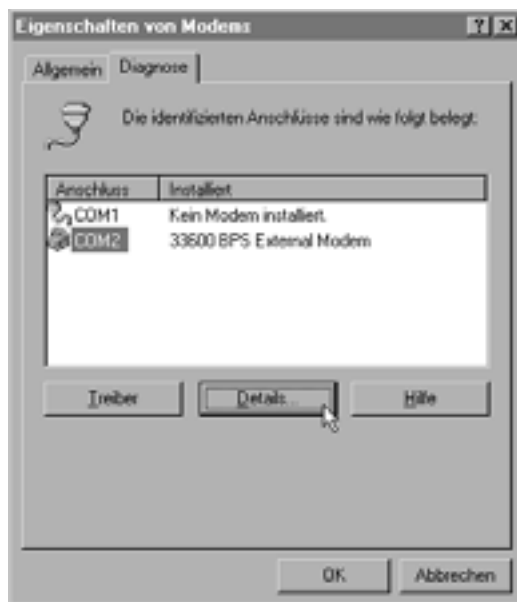 Eigenschaften von Modems
Allgemein Diagnose
Die identifizierten Anschlüsse sind wie folgt belegt:
Anschluss Installiert
COM1 Kein Modem installiert.
COM2 33600 BPS External Modem
Treiber Details... Hilfe
OK Abbrechen